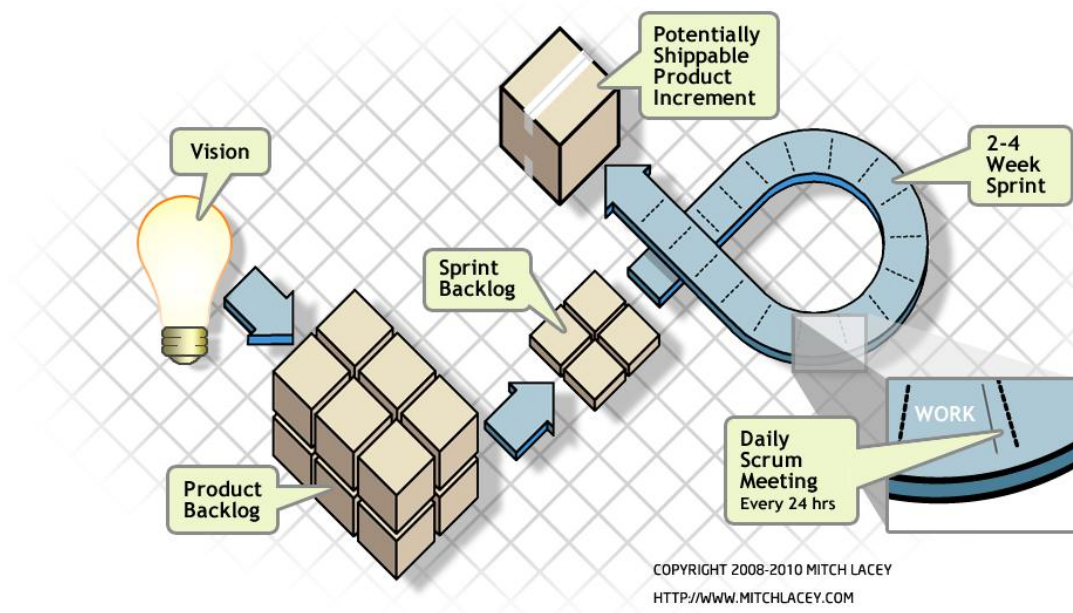 Vision
Potentially
Shippable
Product
Increment
2-4
Week
Sprint
Sprint
Backlog
Product
Backlog
WORK
Daily
Scrum
Meeting
Every 24 hrs
COPYRIGHT 2008-2010 MITCH LACEY
HTTP://WWW.MITCHLACEY.COM